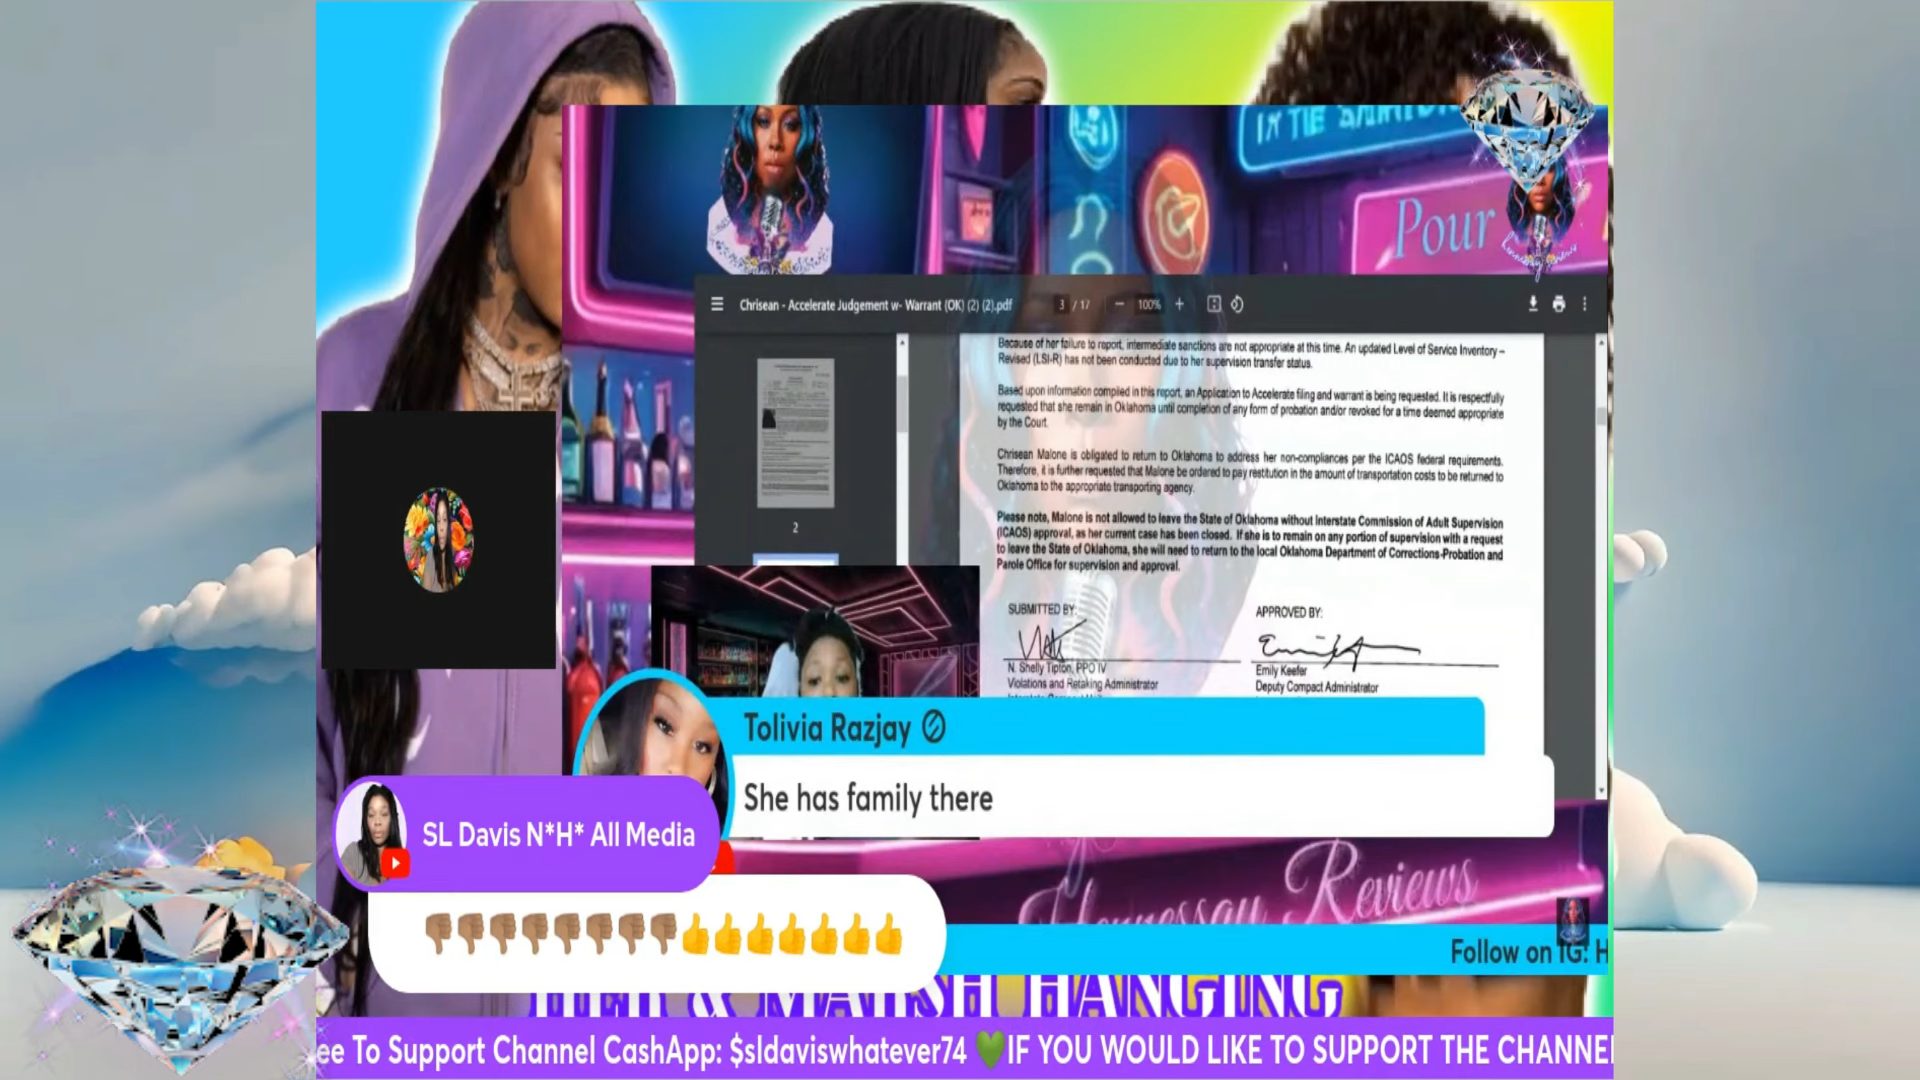 IN THE
Pour
Chrisean - Accelerate Judgement w- Warrant (OK) (2) (2).pdf
3 / 17
100%
Because of her failure to report, intermediate sanctions are not appropriate at this time. An updated Level of Service Inventory –
Revised (LSI-R) has not been conducted due to her supervision transfer status.
Based upon information compiled in this report, an Application to Accelerate filing and warrant is being requested. It is respectfully
requested that she remain in Oklahoma until completion of any form of probation and/or revoked for a time deemed appropriate
by the Court.
Chrisean Malone is obligated to return to Oklahoma to address her non-compliances per the ICAOS federal requirements.
Therefore, it is further requested that Malone be ordered to pay restitution in the amount of transportation costs to be returned to
Oklahoma to the appropriate transporting agency.
Please note, Malone is not allowed to leave the State of Oklahoma without Interstate Commission of Adult Supervision
(ICAOS) approval, as her current case has been closed. If she is to remain on any portion of supervision with a request
to leave the State of Oklahoma, she will need to return to the local Oklahoma Department of Corrections-Probation and
Parole Office for supervision and approval.
2
SUBMITTED BY:
APPROVED BY:
N. Shelly Tipton, PPO IV
Violations and Retaking Administrator
Emily Keefer
Deputy Compact Administrator
Tolivia Razjay
She has family there
SL Davis N*H* All Media
👎🏽👎🏽👎🏽👎🏽👎🏽👎🏽👎🏽👎🏽👍👍👍👍👍👍👍
Hennessay Reviews
Follow on IG: H
HER & MARSH HANGING
ee To Support Channel CashApp: $sldaviswhatever74 💚IF YOU WOULD LIKE TO SUPPORT THE CHANNEL